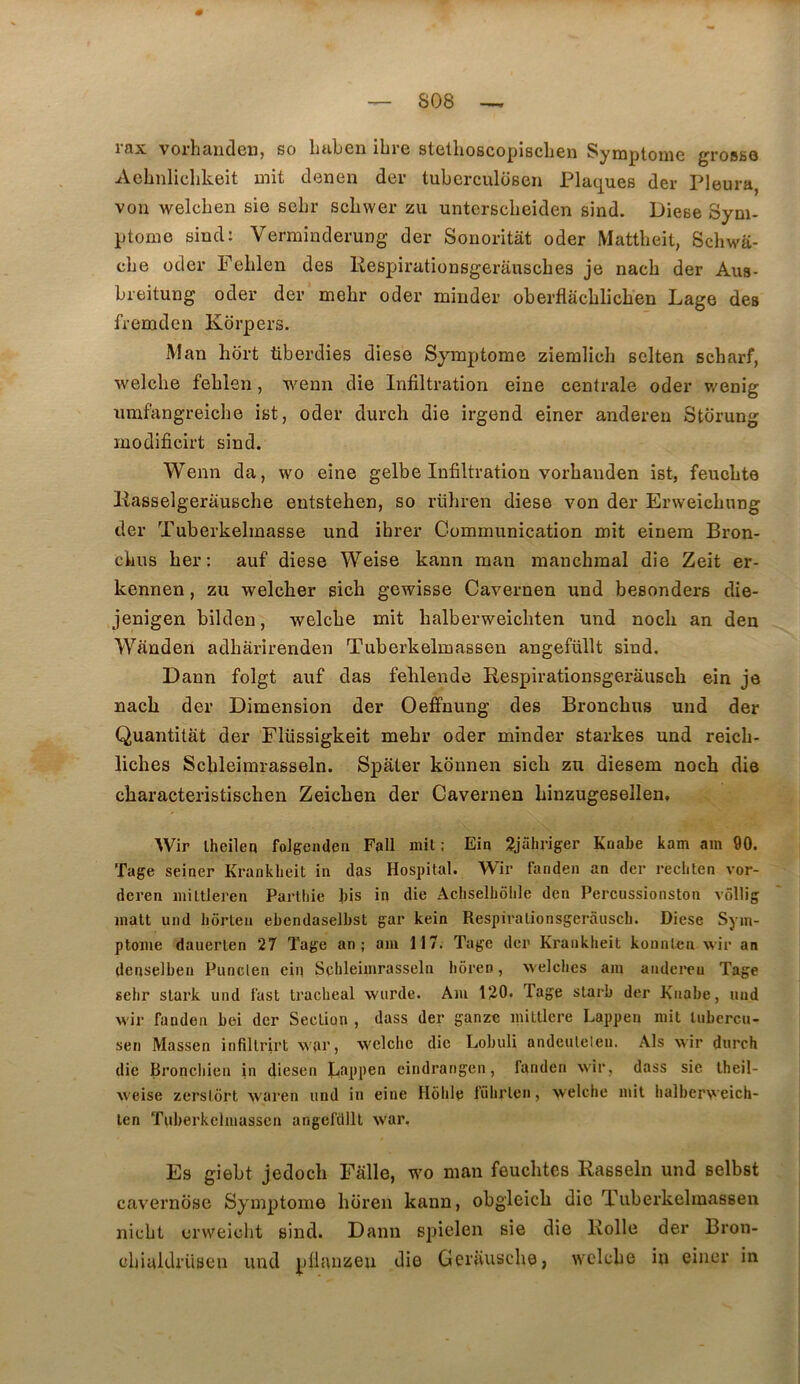 — 808 —
rax vorhanden, so haben ihre stethoscopischen Symptome grosse
Aehnlichkeit mit denen der tuberculösen Plaques der Pleura,
von welchen sie sehr schwer zu unterscheiden sind. Diese Sym-
ptome sind: Verminderung der Sonorität oder Mattheit, Schwä-
che oder Fehlen des Respirationsgeräusches je nach der Aus-
breitung oder der mehr oder minder oberflächlichen Lage des
fremden Körpers.
Man hört überdies diese Symptome ziemlich selten scharf,
welche fehlen, wenn die Infiltration eine centrale oder wenig
umfangreiche ist, oder durch die irgend einer anderen Störung
modificirt sind.
Wenn da, wo eine gelbe Infiltration vorhanden ist, feuchte
Rasselgeräusche entstehen, so rühren diese von der Erweichung
der Tuberkelmasse und ihrer Communication mit einem Bron-
chus her: auf diese Weise kann man manchmal die Zeit er-
kennen, zu welcher sich gewisse Cavernen und besonders die-
jenigen bilden, welche mit halberweichten und noch an den
Wänden adhärirenden Tuberkelmassen angefüllt sind.
Dann folgt auf das fehlende Respirationsgeräusch ein je
nach der Dimension der Oeffnung des Bronchus und der
Quantität der Flüssigkeit mehr oder minder starkes und reich-
liches Schleimrasseln. Später können sich zu diesem noch die
characteristischen Zeichen der Cavernen hinzugesellen.
Wir theilen folgenden Fall mit: Ein 2jähriger Knabe kam am 90.
Tage seiner Krankheit in das Hospital. Wir fanden an der rechten vor-
deren mittleren Parthie bis in die Achselhöhle den Percussionston völlig
matt und hörten ebendaselbst gar kein Respirationsgeräusch. Diese Sym-
ptome dauerten 27 Tage an; am 117. Tage der Krankheit konnten wir an
denselben Puncten ein Schleimrasseln hören, welches am anderen Tage
sehr stark und fast tracheal wurde. Am 120. Tage starb der Knabe, und
wir fanden bei der Section, dass der ganze mittlere Lappen mit tubercu-
sen Massen infiltrirt war, welche die Lobuli andeuteten. Als wir durch
die Bronchien in diesen Lappen eindrangen, fanden wir, dass sie theil-
weise zerstört waren und in eine Höhle führten, welche mit halberweich-
ten Tuberkelmassen angefüllt war.
Es giebt jedoch Fälle, wo man feuchtes Rasseln und selbst
cavernöse Symptome hören kann, obgleich die Tuberkelmassen
nicht erweicht sind. Dann spielen sie die Rolle der Bron-
chialdrüsen und pflanzen die Geräusche, welche in einer in